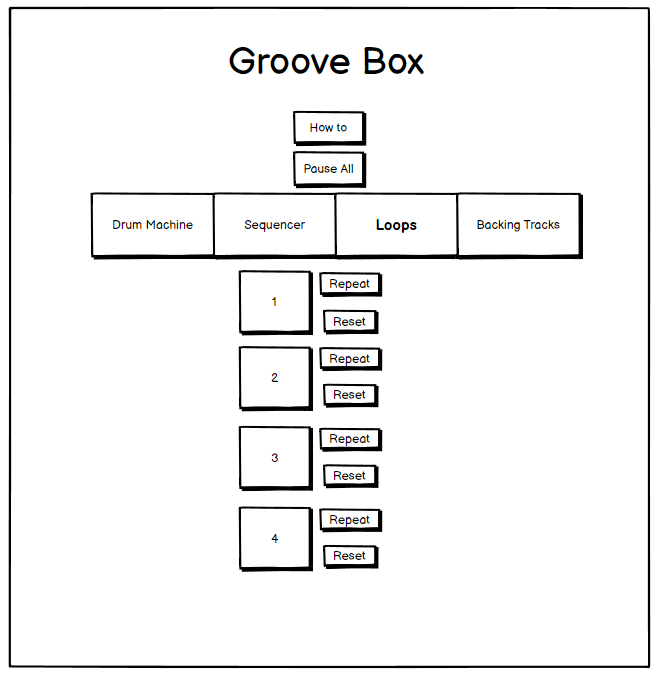 Groove Box
How to
Pause All
Drum Machine Sequencer Loops Backing Tracks
1 Repeat
Reset
2 Repeat
Reset
3 Repeat
Reset
4 Repeat
Reset